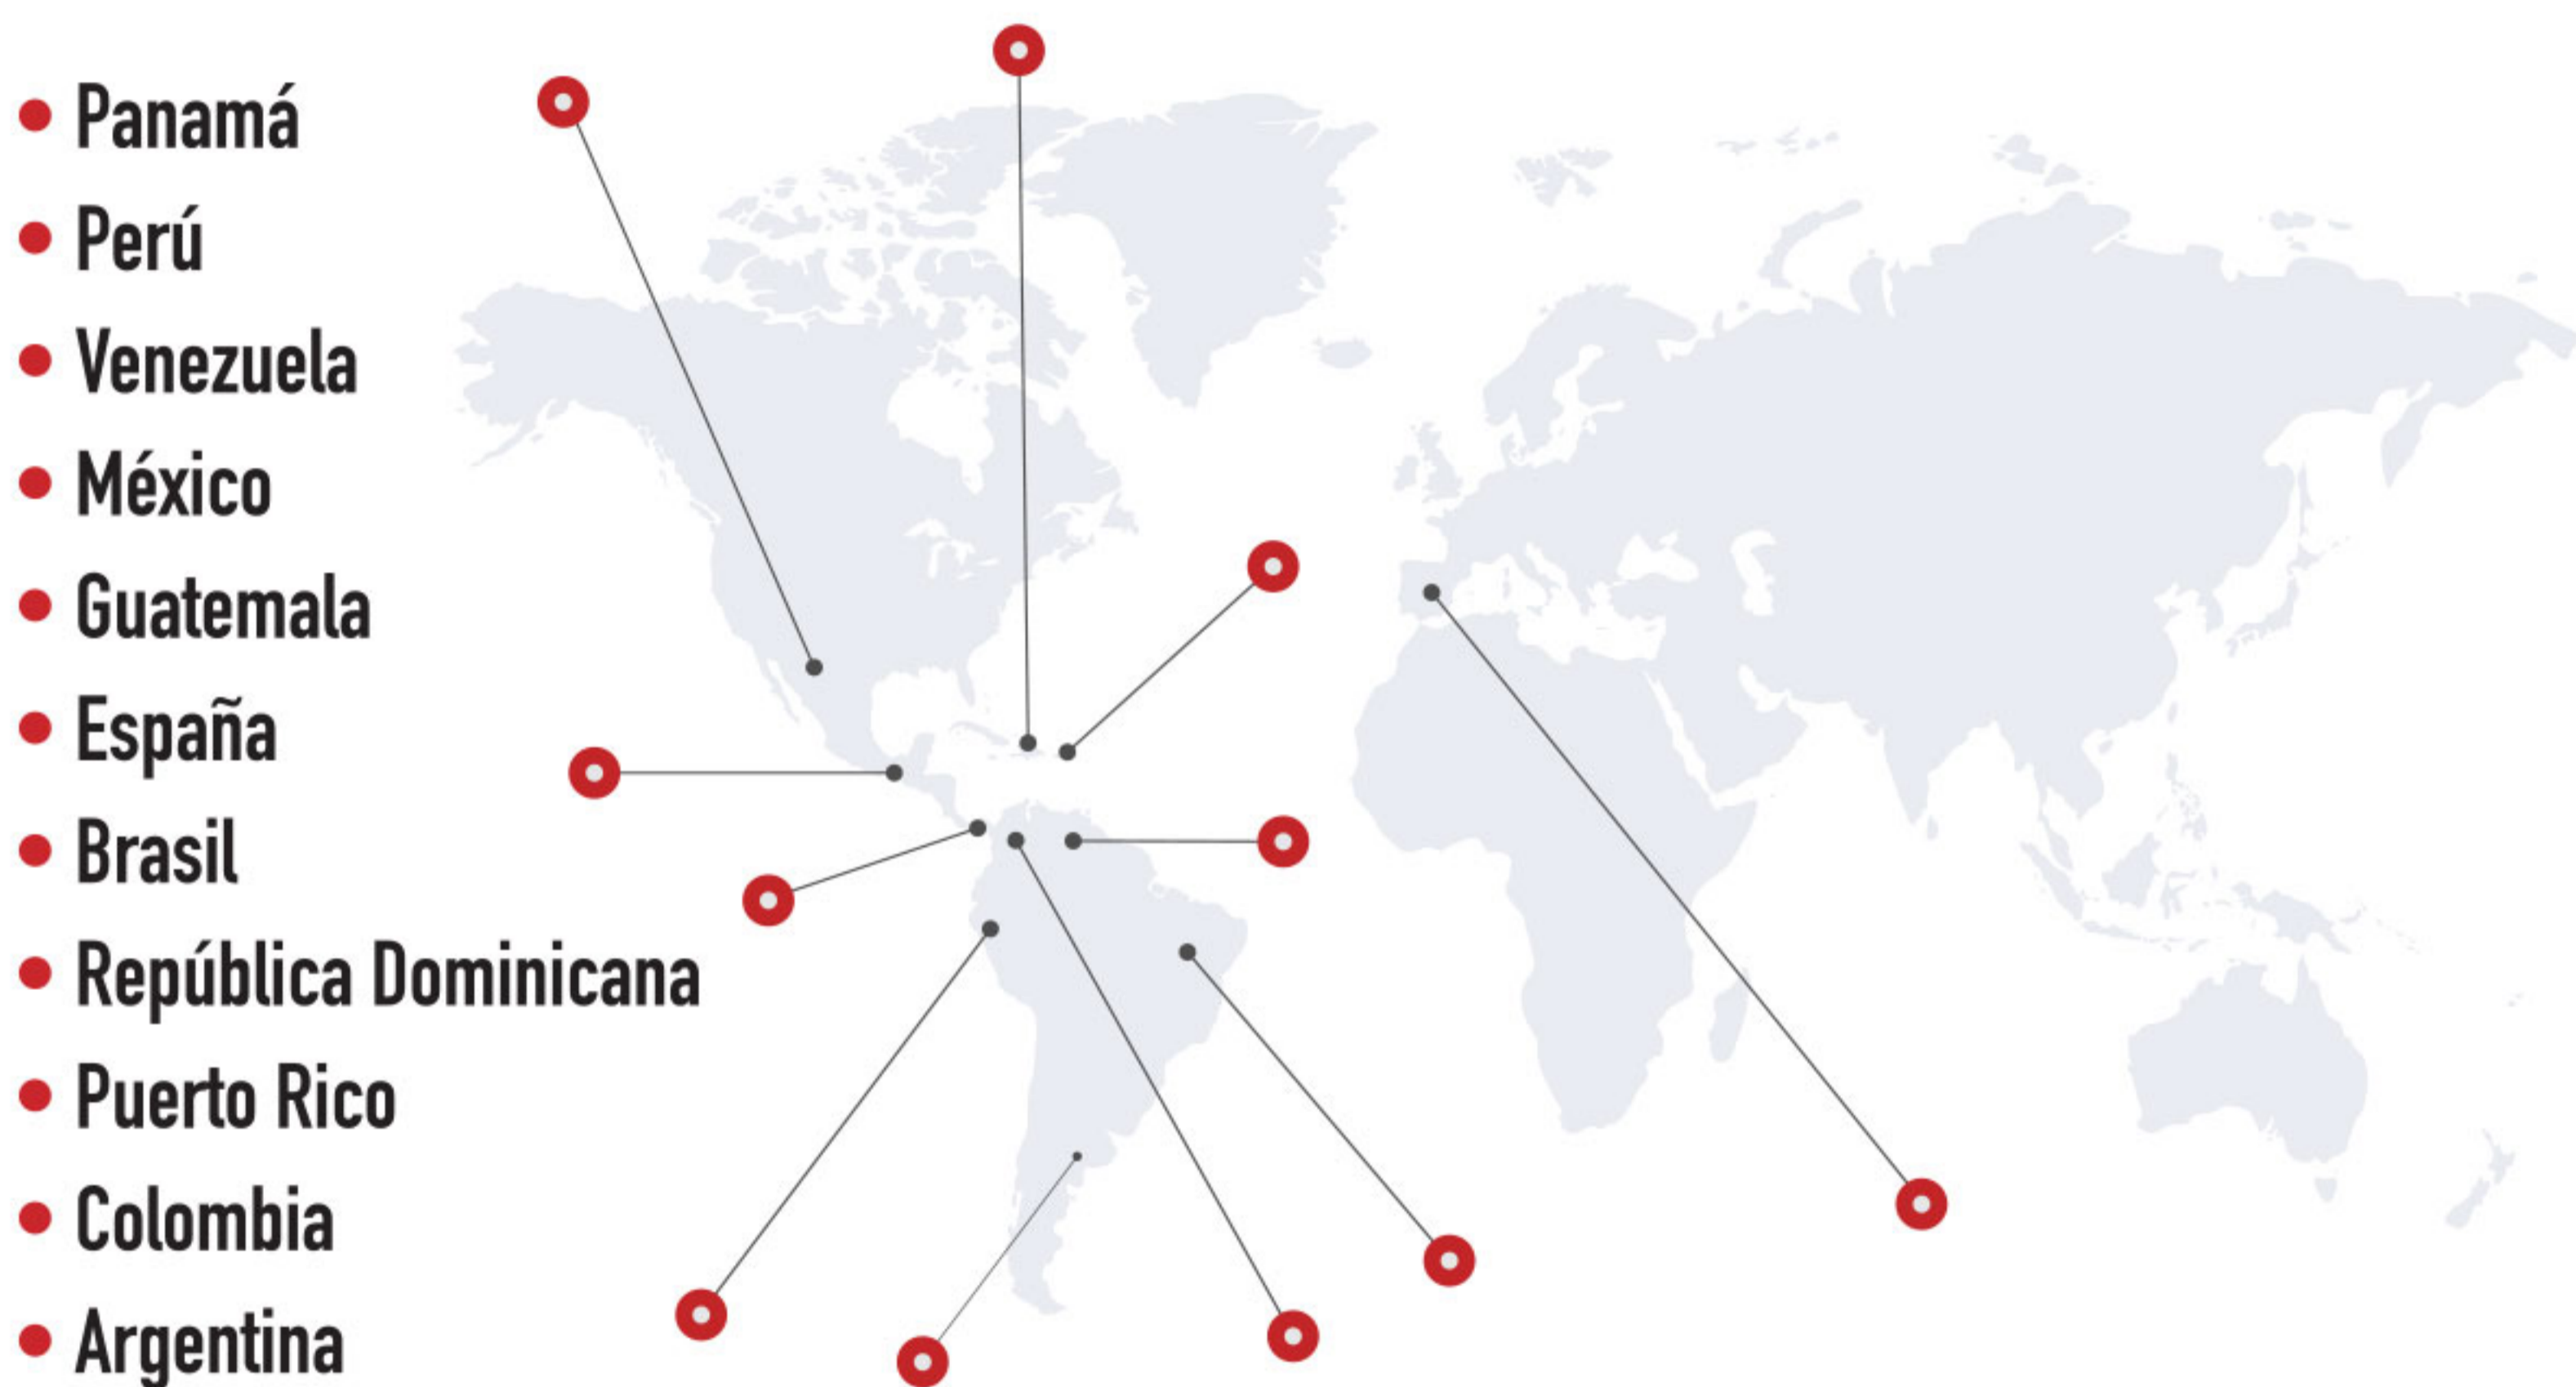 Panamá
Perú
Venezuela
México
Guatemala
España
Brasil
República Dominicana
Puerto Rico
Colombia
Argentina